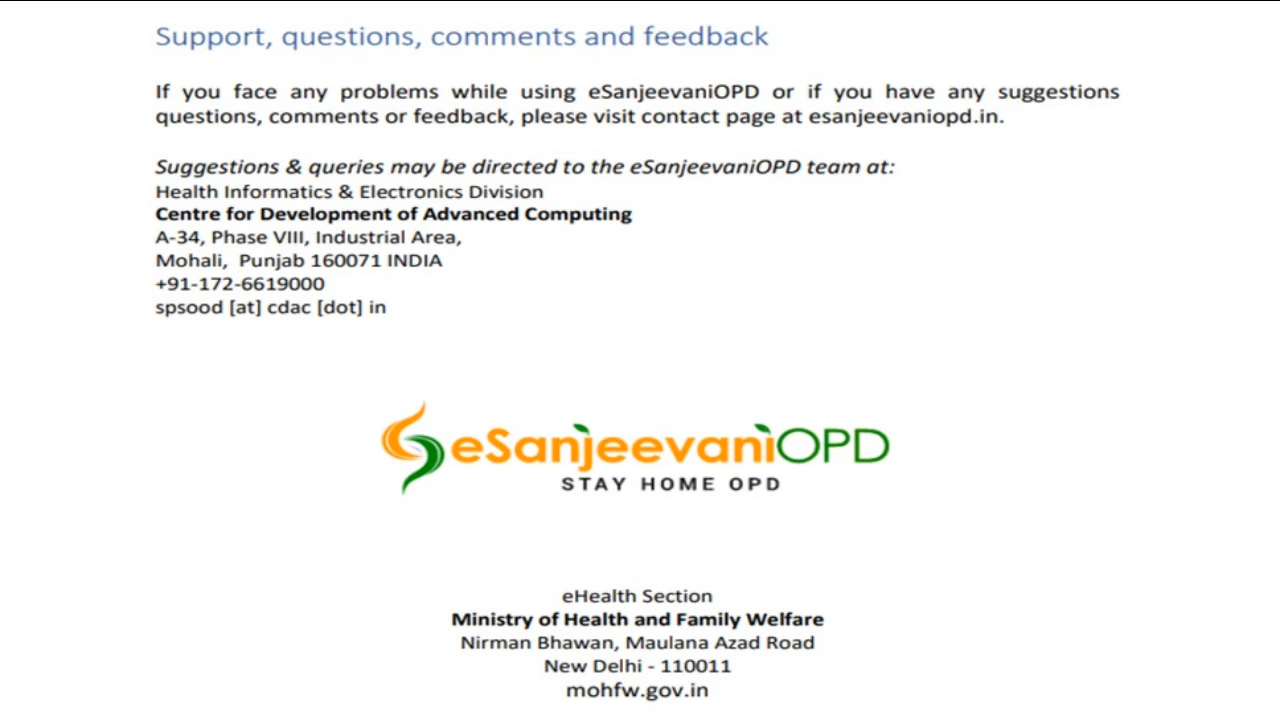 Support, questions, comments and feedback
If you face any problems while using eSanjeevaniOPD or if you have any suggestions
questions, comments or feedback, please visit contact page at esanjeevaniopd.in.
Suggestions & queries may be directed to the eSanjeevaniOPD team at:
Health Informatics & Electronics Division
Centre for Development of Advanced Computing
A-34, Phase VIII, Industrial Area,
Mohali, Punjab 160071 INDIA
+91-172-6619000
spsood [at] cdac [dot] in
eSanjeevaniOPD
STAY HOME OPD
eHealth Section
Ministry of Health and Family Welfare
Nirman Bhawan, Maulana Azad Road
New Delhi - 110011
mohfw.gov.in